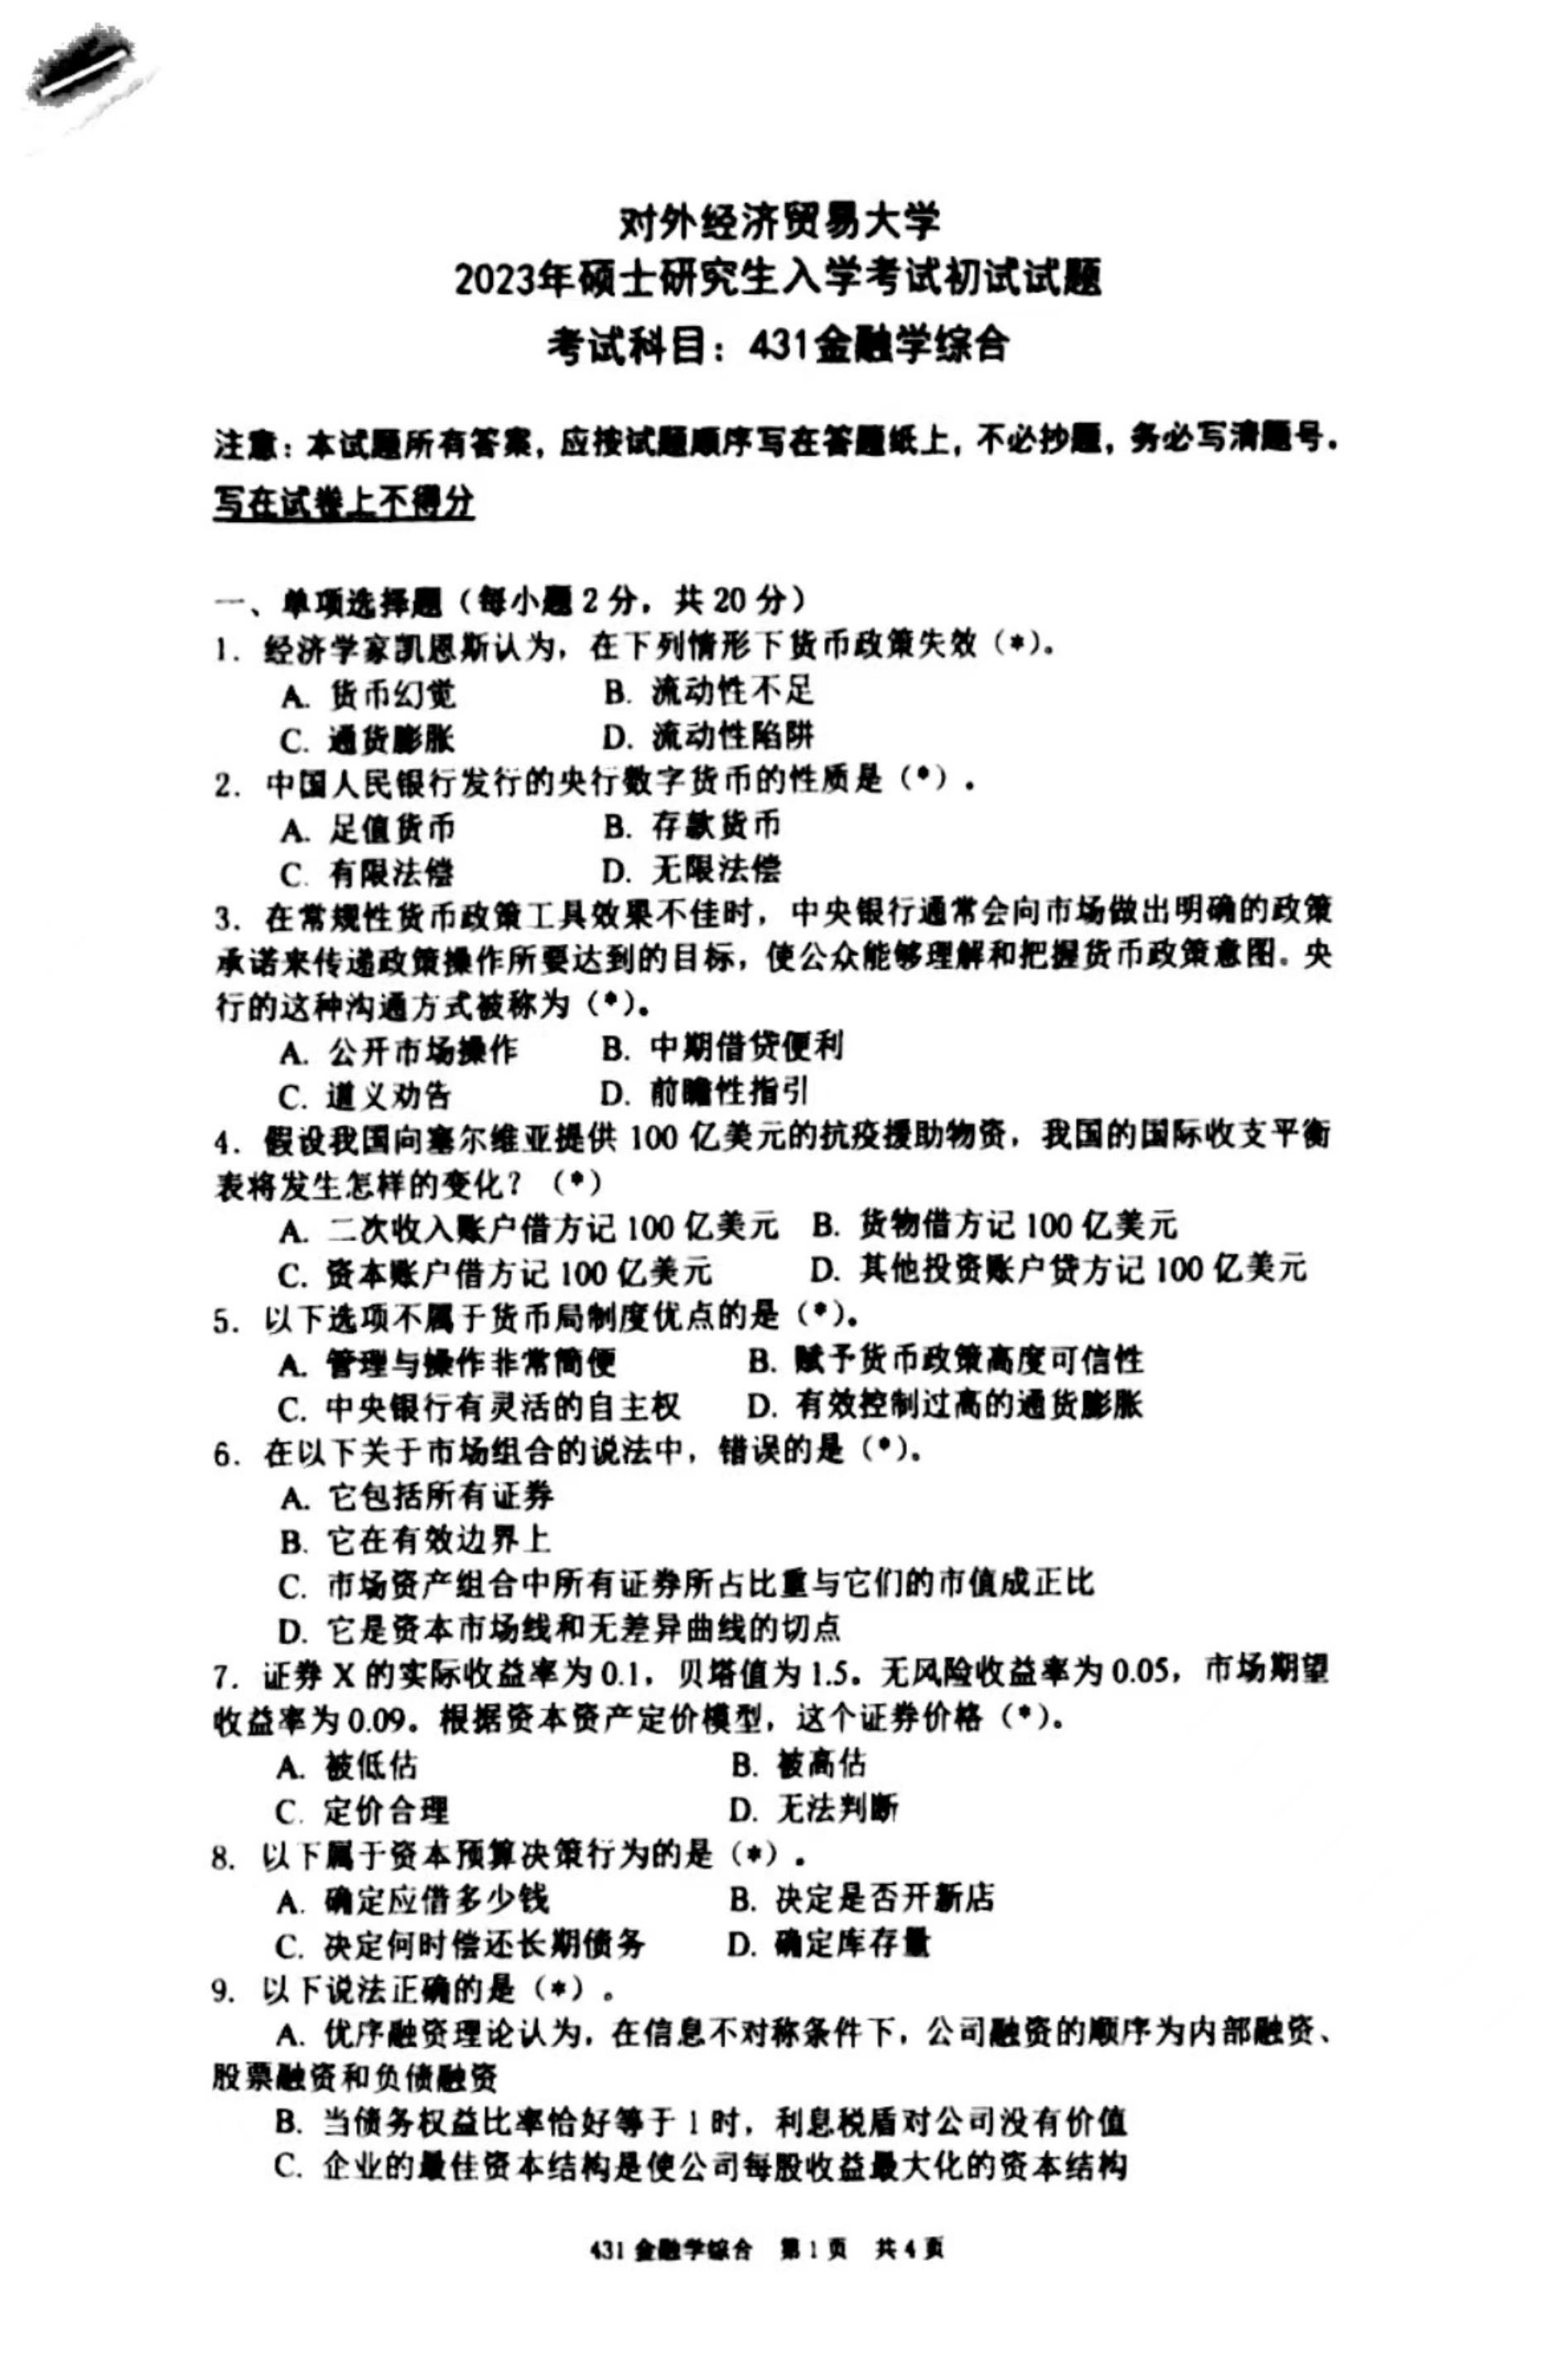 对外经济贸易大学
2023年硕士研究生入学考试初试试题
考试科目：431金融学综合
注意：本试题所有答案，应按试题顺序写在答题纸上，不必抄题，务必写清题号。
写在试卷上不得分
一、单项选择题（每小题2分，共20分）
1. 经济学家凯恩斯认为，在下列情形下货币政策失效（*）。
A. 货币幻觉 B. 流动性不足
C. 通货膨胀 D. 流动性陷阱
2. 中国人民银行发行的央行数字货币的性质是（*）。
A. 足值货币 B. 存款货币
C. 有限法偿 D. 无限法偿
3. 在常规性货币政策工具效果不佳时，中央银行通常会向市场做出明确的政策
承诺来传递政策操作所要达到的目标，使公众能够理解和把握货币政策意图。央
行的这种沟通方式被称为（*）。
A. 公开市场操作 B. 中期借贷便利
C. 道义劝告 D. 前瞻性指引
4. 假设我国向塞尔维亚提供 100 亿美元的抗疫援助物资，我国的国际收支平衡
表将发生怎样的变化？（*）
A. 二次收入账户借方记 100 亿美元 B. 货物借方记 100 亿美元
C. 资本账户借方记 100 亿美元 D. 其他投资账户贷方记 100 亿美元
5. 以下选项不属于货币局制度优点的是（*）。
A. 管理与操作非常简便 B. 赋予货币政策高度可信性
C. 中央银行有灵活的自主权 D. 有效控制过高的通货膨胀
6. 在以下关于市场组合的说法中，错误的是（*）。
A. 它包括所有证券
B. 它在有效边界上
C. 市场资产组合中所有证券所占比重与它们的市值成正比
D. 它是资本市场线和无差异曲线的切点
7. 证券 X 的实际收益率为 0.1，贝塔值为 1.5。无风险收益率为 0.05，市场期望
收益率为 0.09。根据资本资产定价模型，这个证券价格（*）。
A. 被低估 B. 被高估
C. 定价合理 D. 无法判断
8. 以下属于资本预算决策行为的是（*）。
A. 确定应借多少钱 B. 决定是否开新店
C. 决定何时偿还长期债务 D. 确定库存量
9. 以下说法正确的是（*）。
A. 优序融资理论认为，在信息不对称条件下，公司融资的顺序为内部融资、
股票融资和负债融资
B. 当债务权益比率恰好等于 1 时，利息税盾对公司没有价值
C. 企业的最佳资本结构是使公司每股收益最大化的资本结构
431 金融学综合 第 1 页 共 4 页